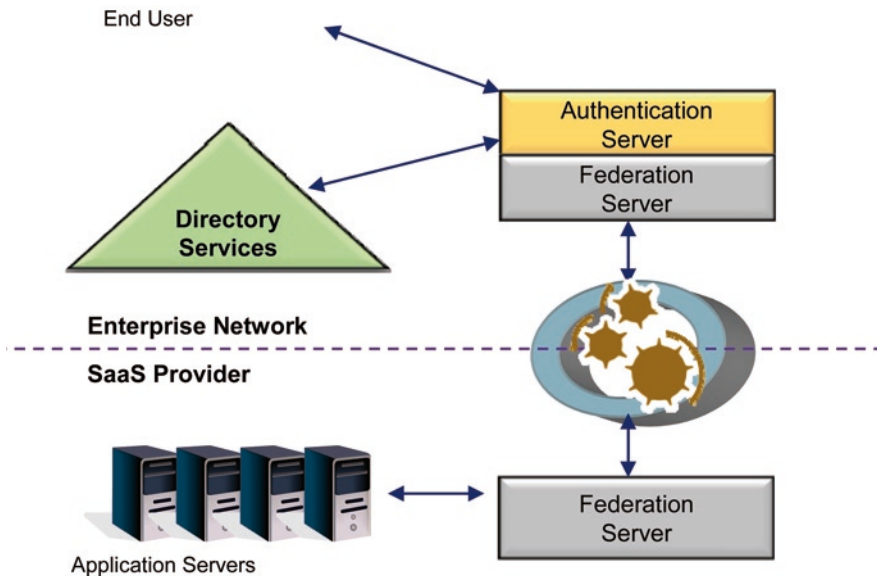 End User
Authentication
Server
Federation
Server
Directory
Services
Enterprise Network
SaaS Provider
Federation
Server
Application Servers